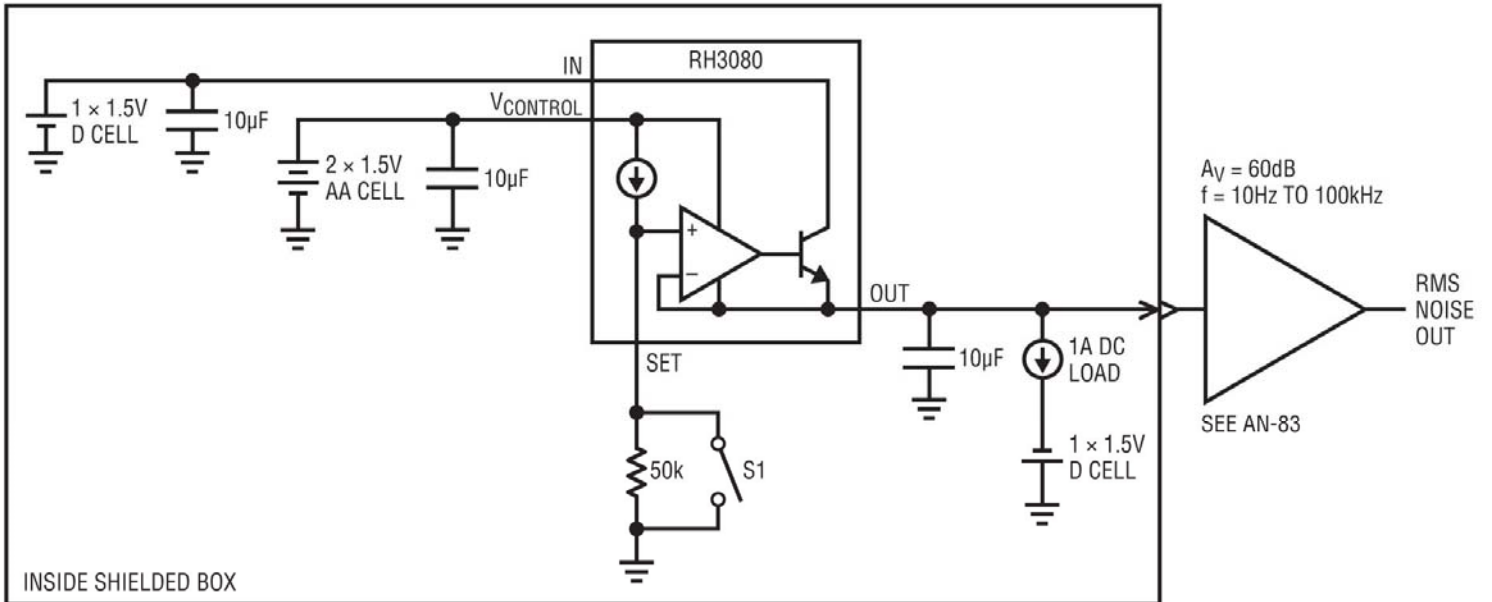 RH3080
IN
1 × 1.5V
D CELL
10µF
VCONTROL
2 × 1.5V
AA CELL
10µF
+
−
AV = 60dB
f = 10Hz TO 100kHz
OUT
RMS
NOISE
OUT
SET
10µF
1A DC
LOAD
SEE AN-83
50k
S1
1 × 1.5V
D CELL
INSIDE SHIELDED BOX